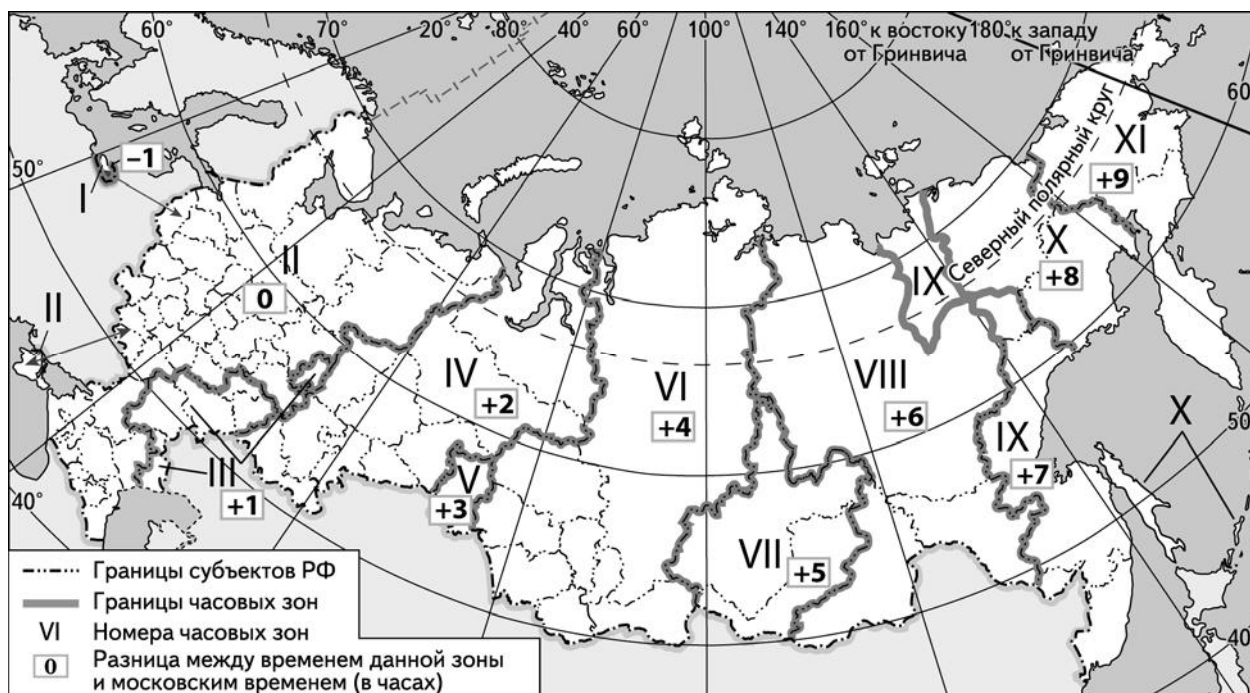 60°
70°
20°
80°
40°
60°
80°
100°
120°
140°
160° к востоку
от Гринвича
180° к западу
от Гринвича
60°
50°
–1
I
Северный полярный круг
XI
+9
X
+8
IX
II
0
II
IV
+2
VI
+4
VIII
+6
IX
+7
X
50°
V
+3
III
+1
40°
VII
+5
40°
Границы субъектов РФ
Границы часовых зон
VI Номера часовых зон
0 Разница между временем данной зоны
и московским временем (в часах)